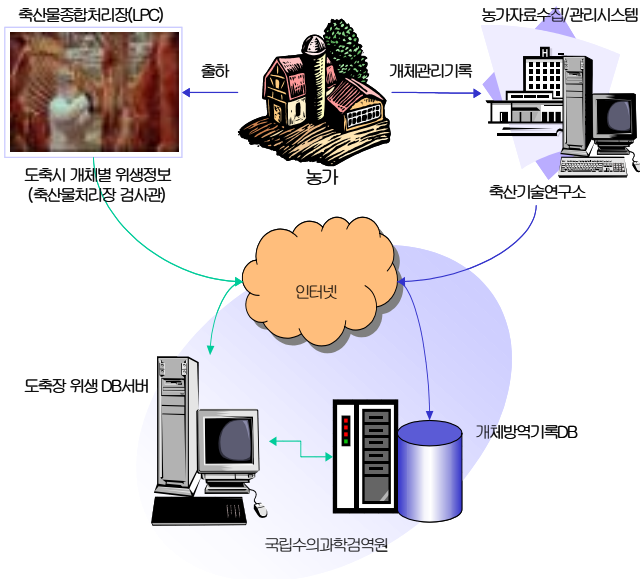 축산물종합처리장(LPC)
농가자료수집/관리시스템
출하
개체관리기록
도축시 개체별 위생정보
(축산물처리장 검사관)
농가
축산기술연구소
인터넷
도축장 위생 DB서버
개체방역기록DB
국립수의과학검역원